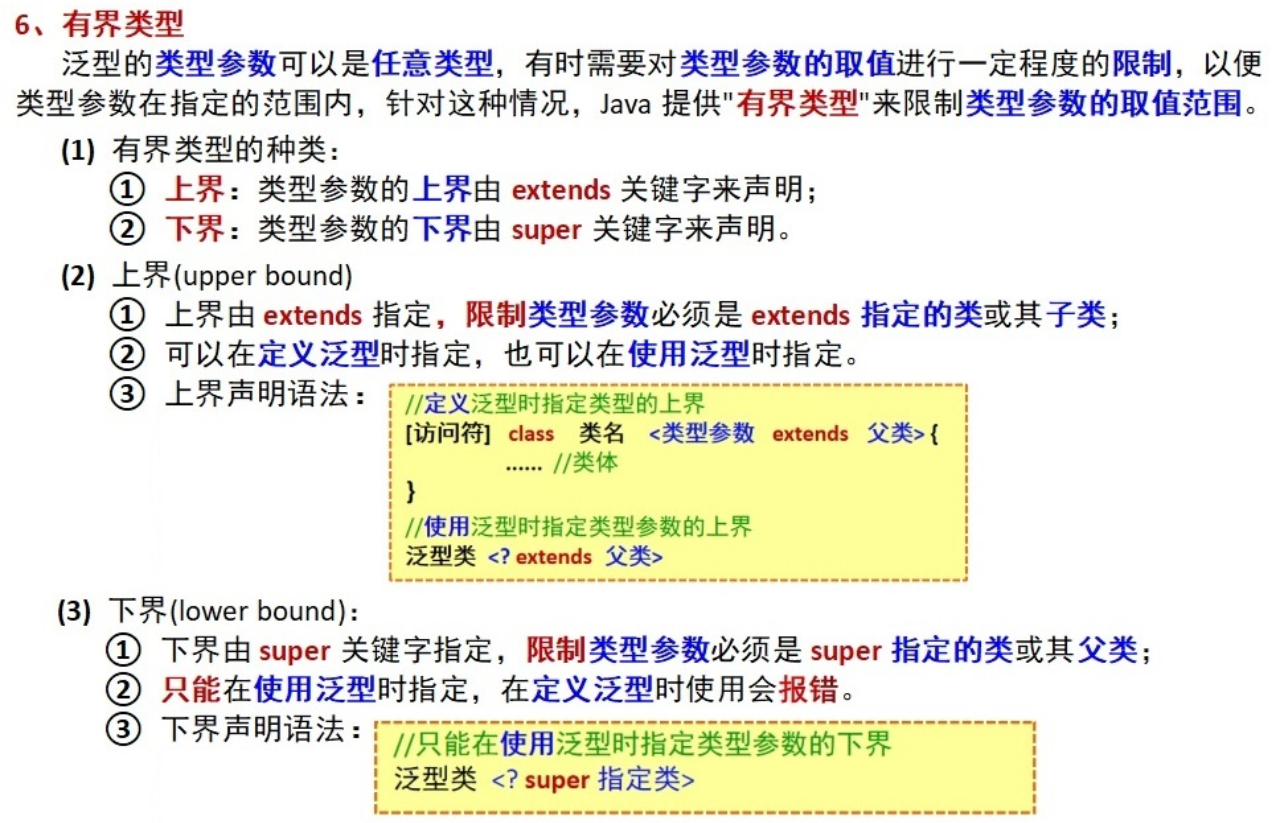 6、有界类型
泛型的类型参数可以是任意类型，有时需要对类型参数的取值进行一定程度的限制，以便
类型参数在指定的范围内，针对这种情况，Java 提供"有界类型"来限制类型参数的取值范围。
(1) 有界类型的种类：
① 上界：类型参数的上界由 extends 关键字来声明；
② 下界：类型参数的下界由 super 关键字来声明。
(2) 上界(upper bound)
① 上界由 extends 指定，限制类型参数必须是 extends 指定的类或其子类；
② 可以在定义泛型时指定，也可以在使用泛型时指定。
③ 上界声明语法：
//定义泛型时指定类型的上界
[访问符] class 类名 <类型参数 extends 父类> {
...... //类体
}
//使用泛型时指定类型参数的上界
泛型类 <? extends 父类>
(3) 下界(lower bound)：
① 下界由 super 关键字指定，限制类型参数必须是 super 指定的类或其父类；
② 只能在使用泛型时指定，在定义泛型时使用会报错。
③ 下界声明语法：
//只能在使用泛型时指定类型参数的下界
泛型类 <? super 指定类>